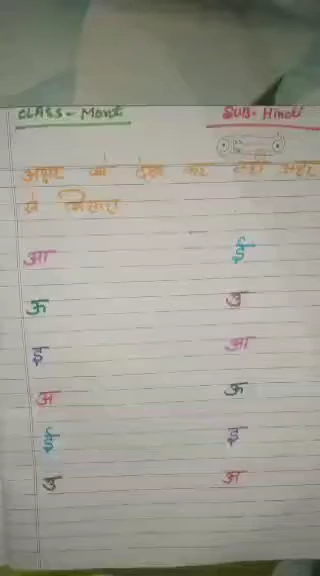 CLASS - Mont SUB- Hindi
अक्षर को देख कर सही अक्षर
से मिलाए
आ ई
ऊ उ
इ आ
अ ऊ
ई इ
उ अ